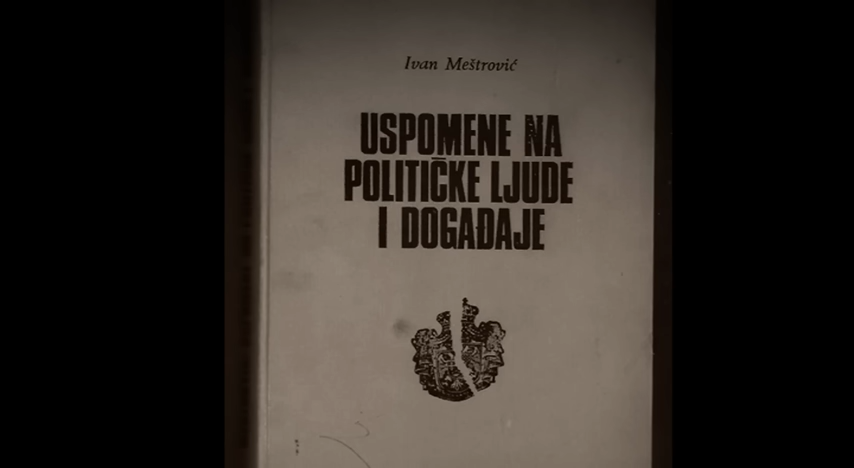 Ivan Meštrović
USPOMENE NA
POLITIČKE LJUDE
I DOGAĐAJE